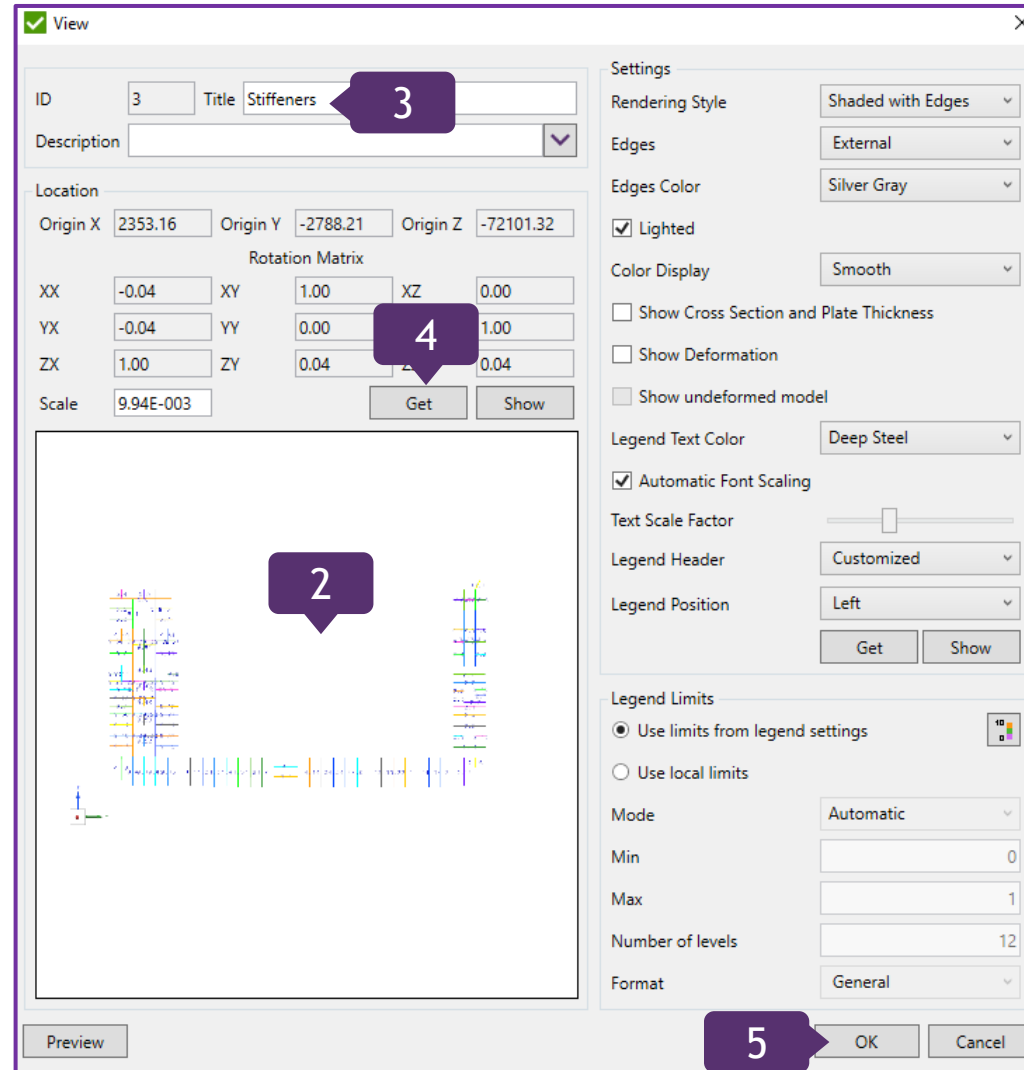 View
ID 3 Title Stiffeners 3
Description
Location
Origin X 2353.16 Origin Y -2788.21 Origin Z -72101.32
Rotation Matrix
XX -0.04 XY 1.00 XZ 0.00
YX -0.04 YY 0.00 1.00
4
ZX 1.00 ZY 0.04 0.04
Scale 9.94E-003 Get Show
2
Preview
Settings
Rendering Style Shaded with Edges
Edges External
Edges Color Silver Gray
Lighted
Color Display Smooth
Show Cross Section and Plate Thickness
Show Deformation
Show undeformed model
Legend Text Color Deep Steel
Automatic Font Scaling
Text Scale Factor
Legend Header Customized
Legend Position Left
Get Show
Legend Limits
Use limits from legend settings
10
0
Use local limits
Mode Automatic
Min 0
Max 1
Number of levels 12
Format General
5 OK Cancel